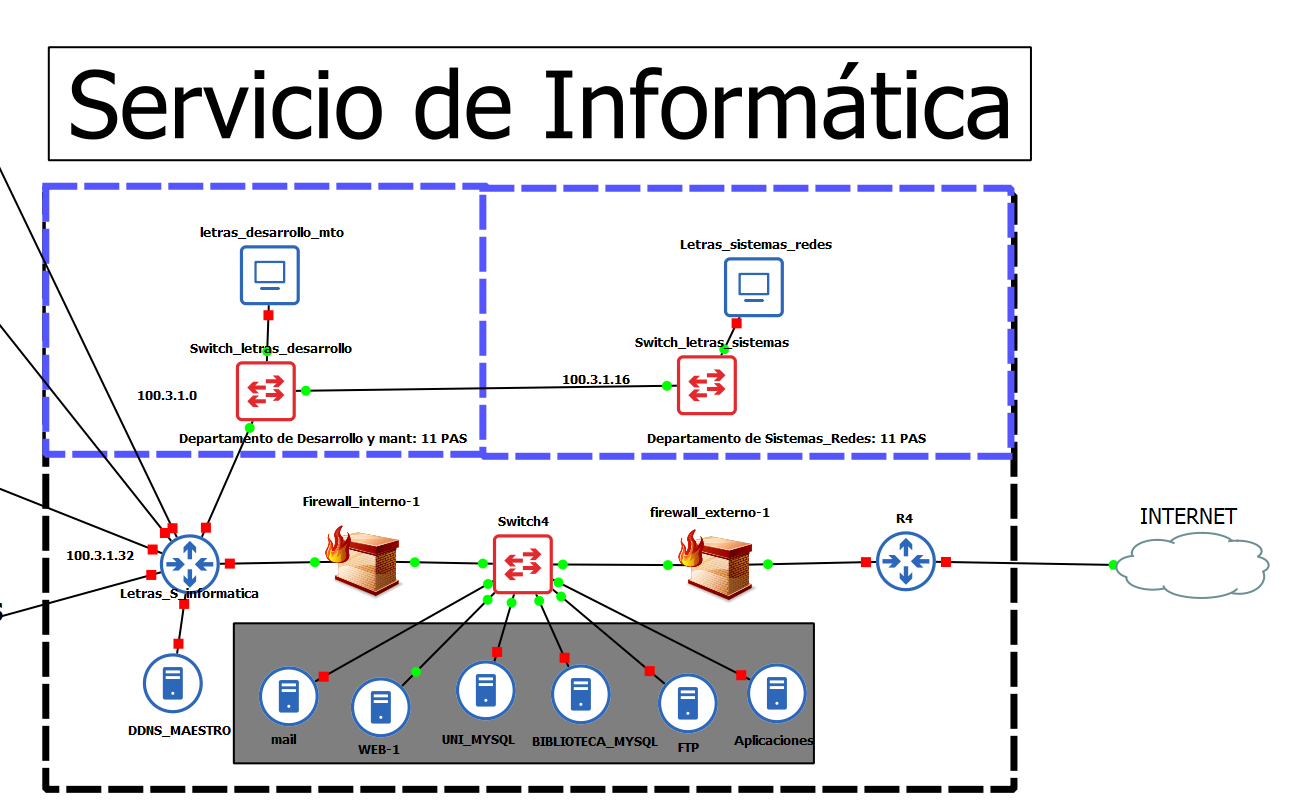 Servicio de Informática
letras_desarrollo_mto
Letras_sistemas_redes
Switch_letras_desarrollo
Switch_letras_sistemas
100.3.1.0
100.3.1.16
Departamento de Desarrollo y mant: 11 PAS
Departamento de Sistemas_Redes: 11 PAS
Firewall_interno-1
Switch4
firewall_externo-1
R4
INTERNET
100.3.1.32
Letras_S_informatica
DDNS_MAESTRO
mail
WEB-1
UNI_MYSQL
BIBLIOTECA_MYSQL
FTP
Aplicaciones